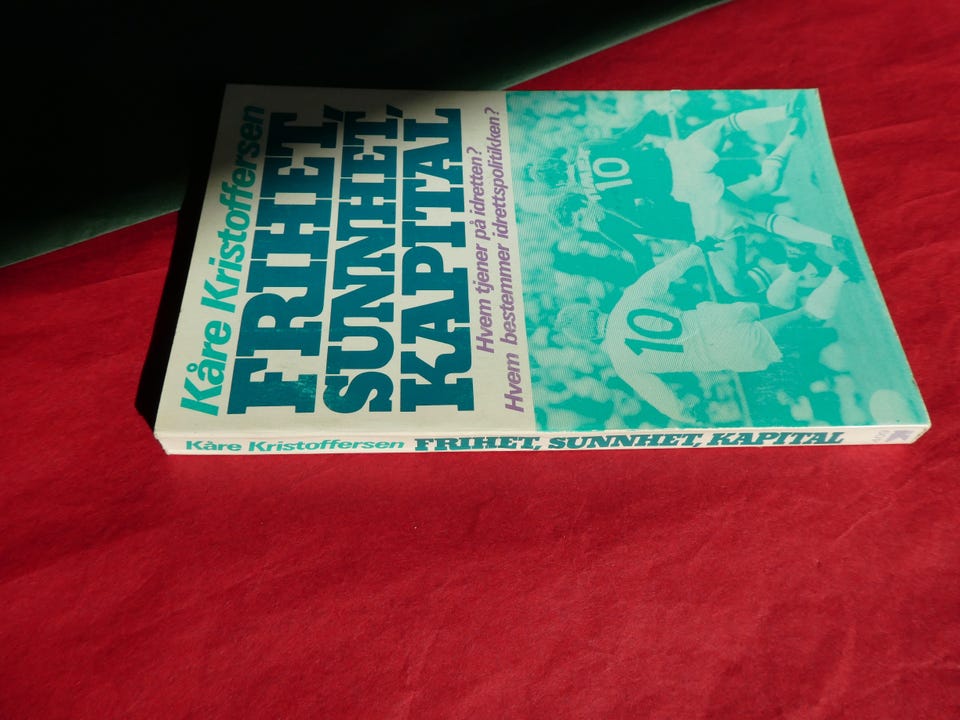 Kåre Kristoffersen
FRIHET,
SUNNHET,
KAPITAL
Hvem tjener på idretten?
Hvem bestemmer idrettspolitikken?
10
10
Kåre Kristoffersen FRIHET, SUNNHET, KAPITAL